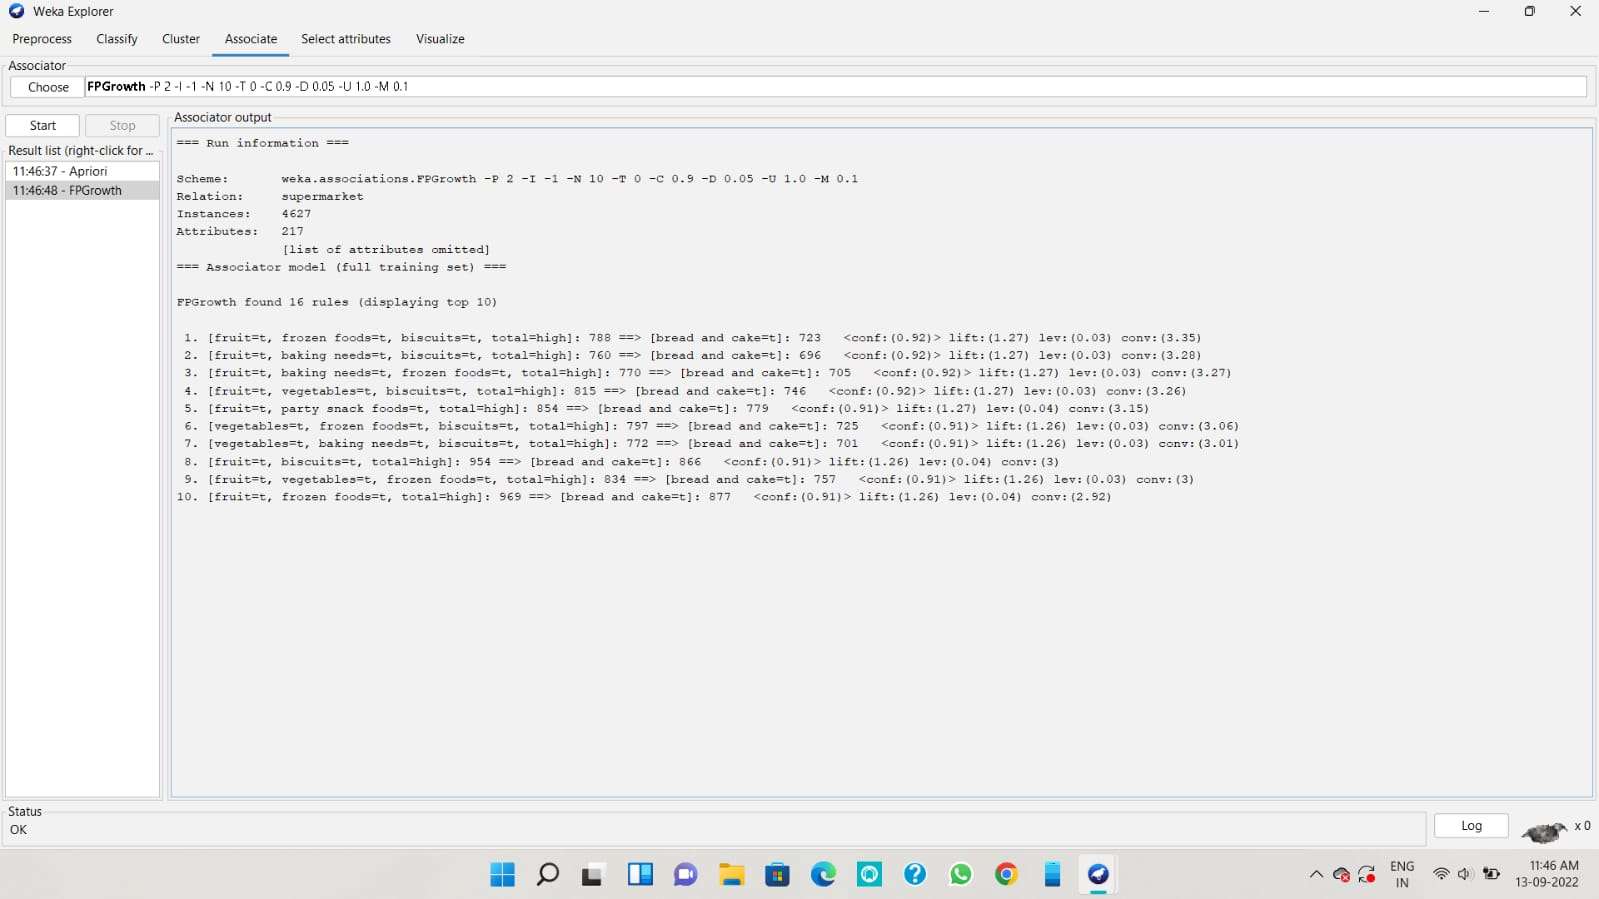 Weka Explorer
Preprocess Classify Cluster Associate Select attributes Visualize
Associator
Choose FPGrowth -P 2 -I -1 -N 10 -T 0 -C 0.9 -D 0.05 -U 1.0 -M 0.1
Start Stop
Result list (right-click for ...
11:46:37 - Apriori
11:46:48 - FPGrowth
Associator output
=== Run information ===
Scheme: weka.associations.FPGrowth -P 2 -I -1 -N 10 -T 0 -C 0.9 -D 0.05 -U 1.0 -M 0.1
Relation: supermarket
Instances: 4627
Attributes: 217
[list of attributes omitted]
=== Associator model (full training set) ===
FPGrowth found 16 rules (displaying top 10)
1. [fruit=t, frozen foods=t, biscuits=t, total=high]: 788 ==> [bread and cake=t]: 723 <conf:(0.92)> lift:(1.27) lev:(0.03) conv:(3.35)
2. [fruit=t, baking needs=t, biscuits=t, total=high]: 760 ==> [bread and cake=t]: 696 <conf:(0.92)> lift:(1.27) lev:(0.03) conv:(3.28)
3. [fruit=t, baking needs=t, frozen foods=t, total=high]: 770 ==> [bread and cake=t]: 705 <conf:(0.92)> lift:(1.27) lev:(0.03) conv:(3.27)
4. [fruit=t, vegetables=t, biscuits=t, total=high]: 815 ==> [bread and cake=t]: 746 <conf:(0.92)> lift:(1.27) lev:(0.03) conv:(3.26)
5. [fruit=t, party snack foods=t, total=high]: 854 ==> [bread and cake=t]: 779 <conf:(0.91)> lift:(1.27) lev:(0.04) conv:(3.15)
6. [vegetables=t, frozen foods=t, biscuits=t, total=high]: 797 ==> [bread and cake=t]: 725 <conf:(0.91)> lift:(1.26) lev:(0.03) conv:(3.06)
7. [vegetables=t, baking needs=t, biscuits=t, total=high]: 772 ==> [bread and cake=t]: 701 <conf:(0.91)> lift:(1.26) lev:(0.03) conv:(3.01)
8. [fruit=t, biscuits=t, total=high]: 954 ==> [bread and cake=t]: 866 <conf:(0.91)> lift:(1.26) lev:(0.04) conv:(3)
9. [fruit=t, vegetables=t, frozen foods=t, total=high]: 834 ==> [bread and cake=t]: 757 <conf:(0.91)> lift:(1.26) lev:(0.03) conv:(3)
10. [fruit=t, frozen foods=t, total=high]: 969 ==> [bread and cake=t]: 877 <conf:(0.91)> lift:(1.26) lev:(0.04) conv:(2.92)
Status
OK
Log
x 0
ENG
IN
11:46 AM
13-09-2022